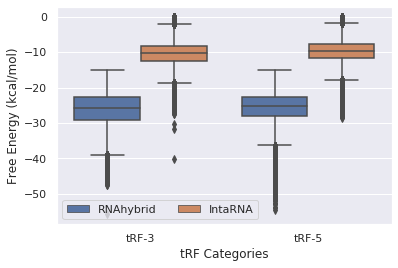 0
−10
−20
−30
−40
−50
Free Energy (kcal/mol)
RNAhybrid
IntaRNA
tRF-3
tRF-5
tRF Categories